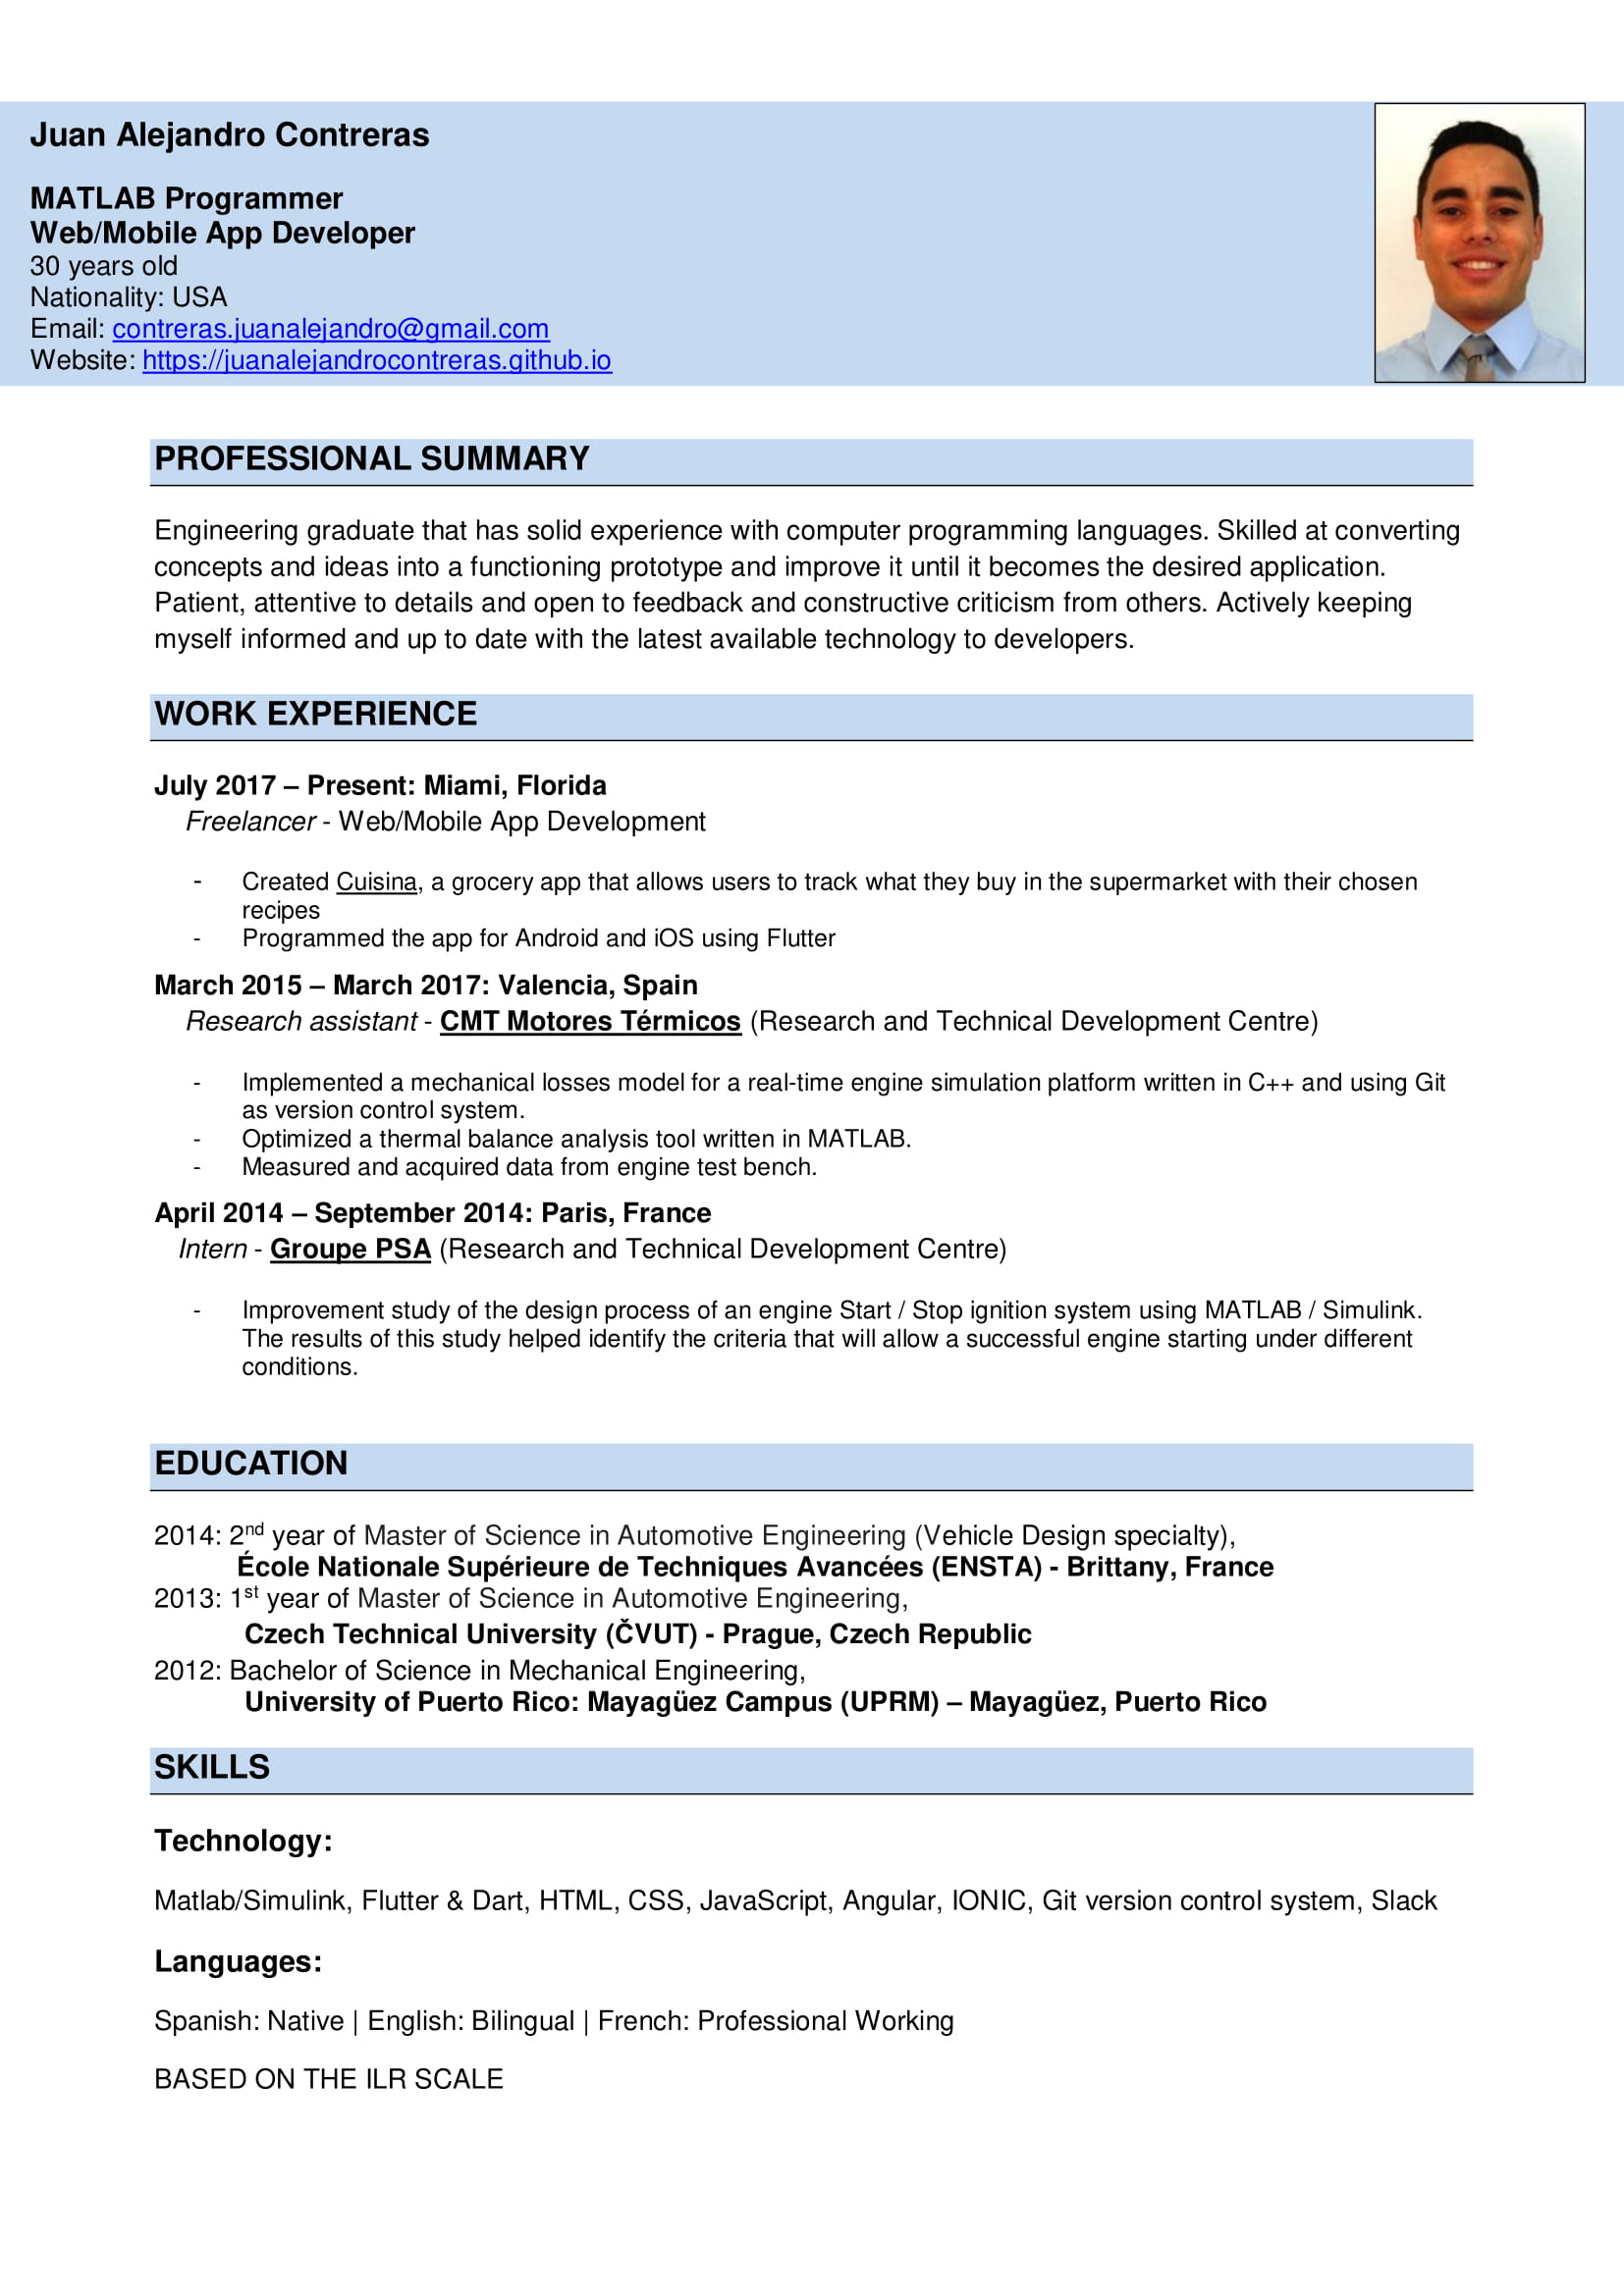 Juan Alejandro Contreras
MATLAB Programmer
Web/Mobile App Developer
30 years old
Nationality: USA
Email: contreras.juanalejandro@gmail.com
Website: https://juanalejandrocontreras.github.io
PROFESSIONAL SUMMARY
Engineering graduate that has solid experience with computer programming languages. Skilled at converting
concepts and ideas into a functioning prototype and improve it until it becomes the desired application.
Patient, attentive to details and open to feedback and constructive criticism from others. Actively keeping
myself informed and up to date with the latest available technology to developers.
WORK EXPERIENCE
July 2017 – Present: Miami, Florida
Freelancer - Web/Mobile App Development
- Created Cuisina, a grocery app that allows users to track what they buy in the supermarket with their chosen
recipes
- Programmed the app for Android and iOS using Flutter
March 2015 – March 2017: Valencia, Spain
Research assistant - CMT Motores Térmicos (Research and Technical Development Centre)
- Implemented a mechanical losses model for a real-time engine simulation platform written in C++ and using Git
as version control system.
- Optimized a thermal balance analysis tool written in MATLAB.
- Measured and acquired data from engine test bench.
April 2014 – September 2014: Paris, France
Intern - Groupe PSA (Research and Technical Development Centre)
- Improvement study of the design process of an engine Start / Stop ignition system using MATLAB / Simulink.
The results of this study helped identify the criteria that will allow a successful engine starting under different
conditions.
EDUCATION
2014: 2nd year of Master of Science in Automotive Engineering (Vehicle Design specialty),
École Nationale Supérieure de Techniques Avancées (ENSTA) - Brittany, France
2013: 1st year of Master of Science in Automotive Engineering,
Czech Technical University (ČVUT) - Prague, Czech Republic
2012: Bachelor of Science in Mechanical Engineering,
University of Puerto Rico: Mayagüez Campus (UPRM) – Mayagüez, Puerto Rico
SKILLS
Technology:
Matlab/Simulink, Flutter & Dart, HTML, CSS, JavaScript, Angular, IONIC, Git version control system, Slack
Languages:
Spanish: Native | English: Bilingual | French: Professional Working
BASED ON THE ILR SCALE